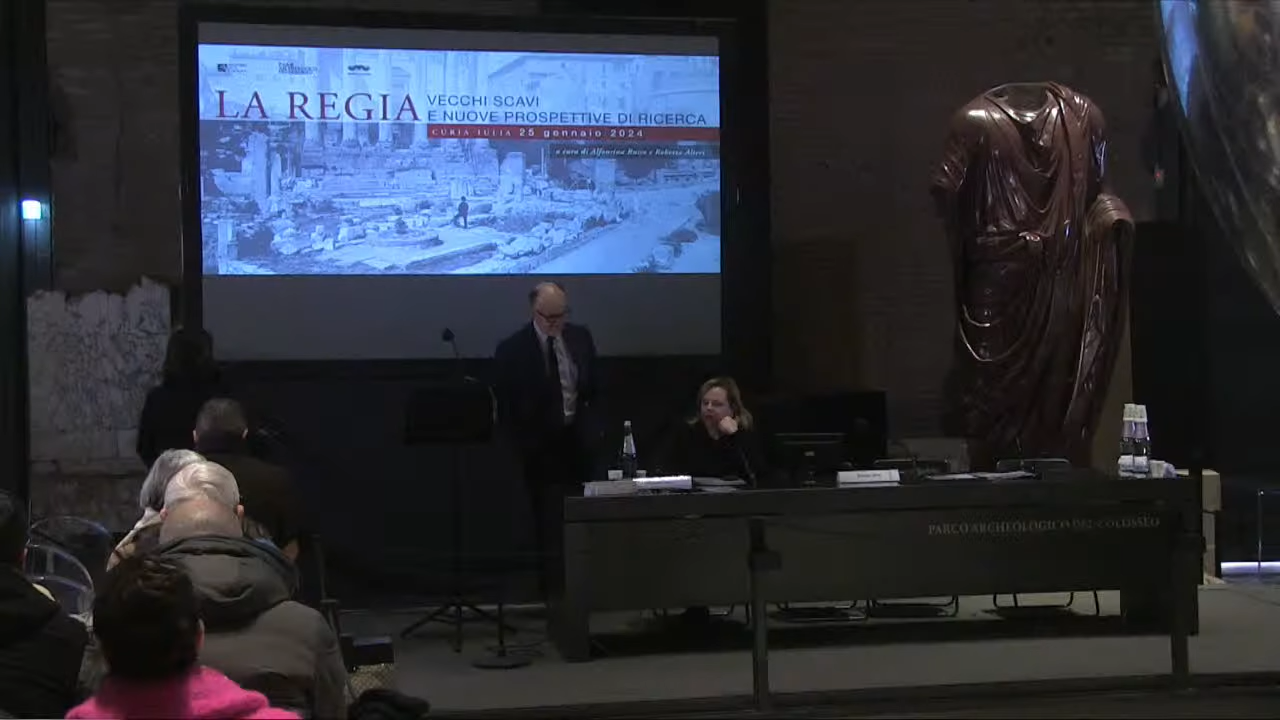 LA REGIA
VECCHI SCAVI
E NUOVE PROSPETTIVE DI RICERCA
CURIA IULIA 25 gennaio 2024
a cura di Alfonsina Russo e Roberta Alteri
PARCO ARCHEOLOGICO DEL COLOSSEO